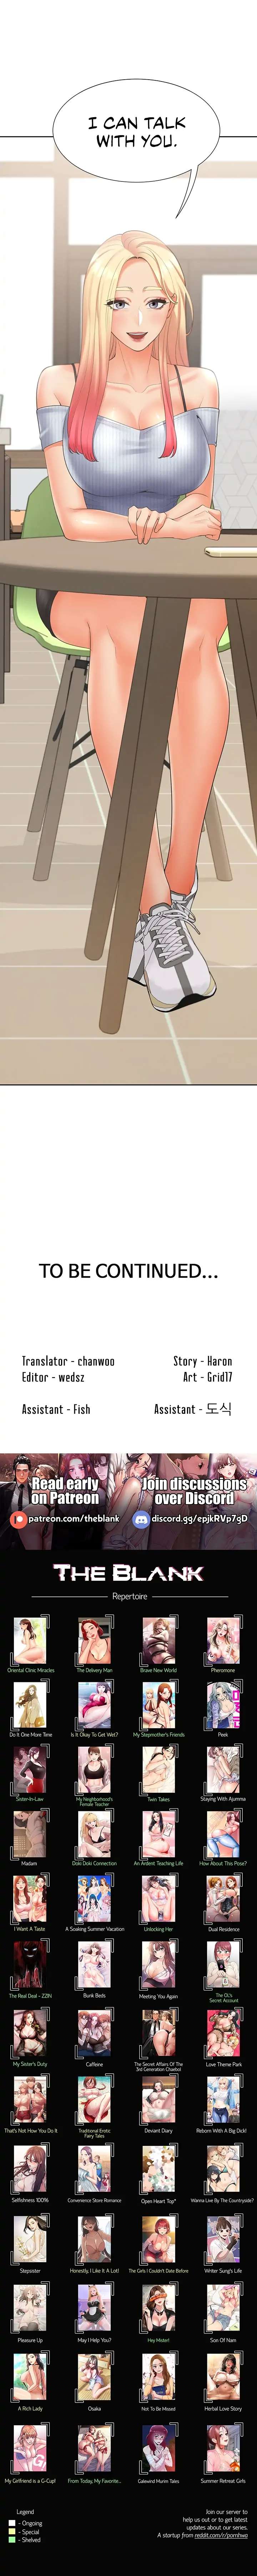 I CAN TALK
WITH YOU.
TO BE CONTINUED...
Translator - chanwoo
Story - Haron
Editor - wedsz
Art - Grid17
Assistant - Fish
Assistant - 도식
Read early
on Patreon
Join discussions
over Discord
patreon.com/theblank
discord.gg/epjkRVp7gD
THE BLANK
Repertoire
Oriental Clinic Miracles
The Delivery Man
Brave New World
Pheromone
Do It One More Time
Is It Okay To Get Wet?
My Stepmother's Friends
Peek
Sister-In-Law
My Neighborhood's
Female Teacher
Twin Takes
Staying With Ajumma
Madam
Doki Doki Connection
An Ardent Teaching Life
How About This Pose?
I Want A Taste
A Soaking Summer Vacation
Unlocking Her
Dual Residence
The Real Deal - ZZIN
Bunk Beds
Meeting You Again
The OL's
Secret Account
My Sister's Duty
Caffeine
The Secret Affairs Of The
3rd Generation Chaebol
Love Theme Park
That's Not How You Do It
Traditional Erotic
Fairy Tales
Deviant Diary
Reborn With A Big Dick!
Selfishness 100%
Convenience Store Romance
Open Heart Top*
Wanna Live By The Countryside?
Stepsister
Honestly, I Like It A Lot!
The Girls I Couldn't Date Before
Writer Sung's Life
Pleasure Up
May I Help You?
Hey Mister!
Son Of Nam
A Rich Lady
Osaka
Not To Be Missed
Herbal Love Story
My Girlfriend is a G-Cup!
From Today, My Favorite...
Galewind Murim Tales
Summer Retreat Girls
Legend
- Ongoing
- Special
- Shelved
Join our server to
help us out or to get latest
updates about our series.
A startup from reddit.com/r/pornhwa